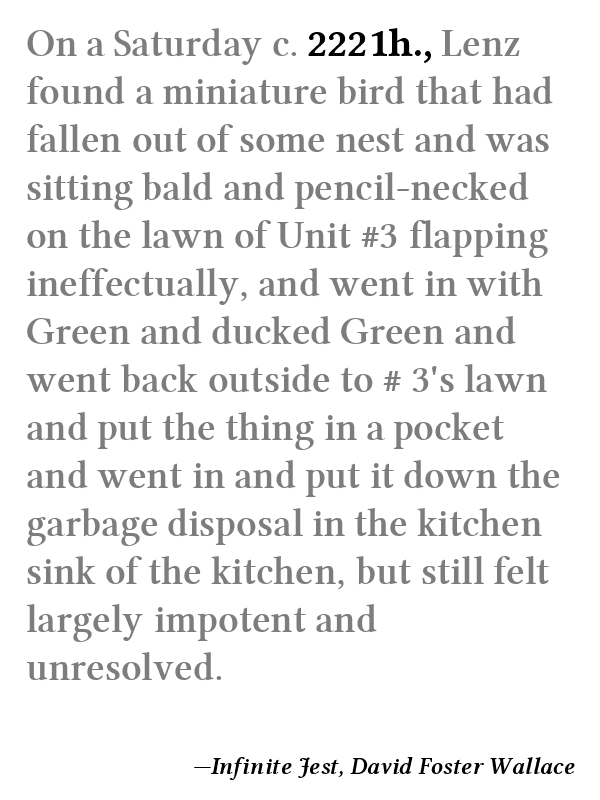 On a Saturday c. 2221h., Lenz
found a miniature bird that had
fallen out of some nest and was
sitting bald and pencil-necked
on the lawn of Unit #3 flapping
ineffectually, and went in with
Green and ducked Green and
went back outside to # 3's lawn
and put the thing in a pocket
and went in and put it down the
garbage disposal in the kitchen
sink of the kitchen, but still felt
largely impotent and
unresolved.
—Infinite Jest, David Foster Wallace